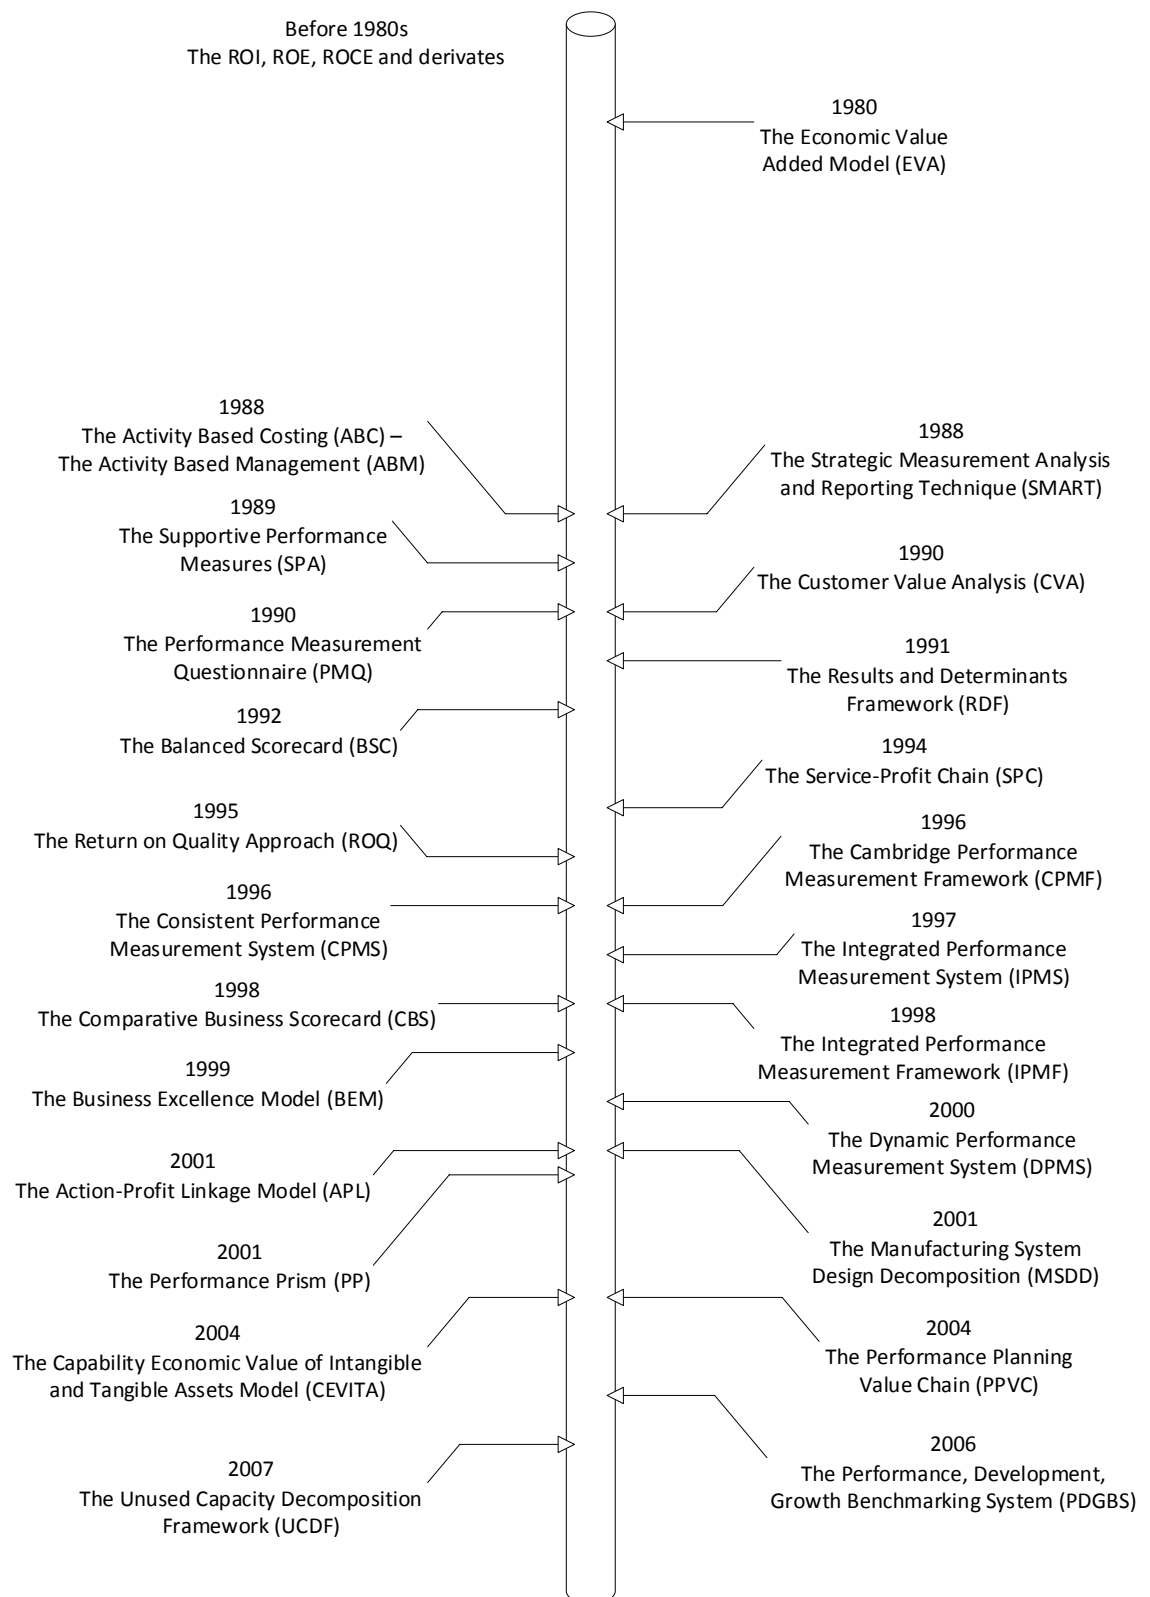 Before 1980s
The ROI, ROE, ROCE and derivates
1980
The Economic Value
Added Model (EVA)
1988
The Activity Based Costing (ABC) –
The Activity Based Management (ABM)
1988
The Strategic Measurement Analysis
and Reporting Technique (SMART)
1989
The Supportive Performance
Measures (SPA)
1990
The Customer Value Analysis (CVA)
1990
The Performance Measurement
Questionnaire (PMQ)
1991
The Results and Determinants
Framework (RDF)
1992
The Balanced Scorecard (BSC)
1994
The Service-Profit Chain (SPC)
1995
The Return on Quality Approach (ROQ)
1996
The Cambridge Performance
Measurement Framework (CPMF)
1996
The Consistent Performance
Measurement System (CPMS)
1997
The Integrated Performance
Measurement System (IPMS)
1998
The Comparative Business Scorecard (CBS)
1998
The Integrated Performance
Measurement Framework (IPMF)
1999
The Business Excellence Model (BEM)
2000
The Dynamic Performance
Measurement System (DPMS)
2001
The Action-Profit Linkage Model (APL)
2001
The Manufacturing System
Design Decomposition (MSDD)
2001
The Performance Prism (PP)
2004
The Capability Economic Value of Intangible
and Tangible Assets Model (CEVITA)
2004
The Performance Planning
Value Chain (PPVC)
2006
The Performance, Development,
Growth Benchmarking System (PDGBS)
2007
The Unused Capacity Decomposition
Framework (UCDF)